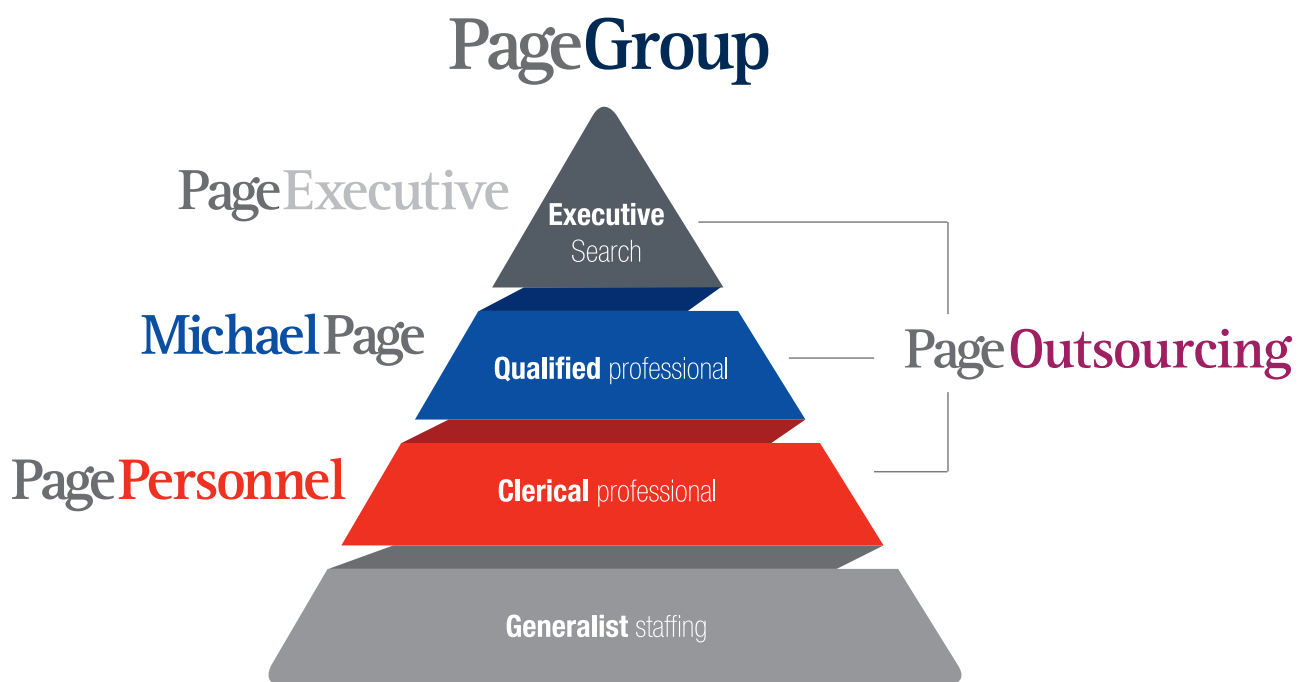 PageGroup
PageExecutive
Executive
Search
MichaelPage
Qualified professional
PageOutsourcing
PagePersonnel
Clerical professional
Generalist staffing